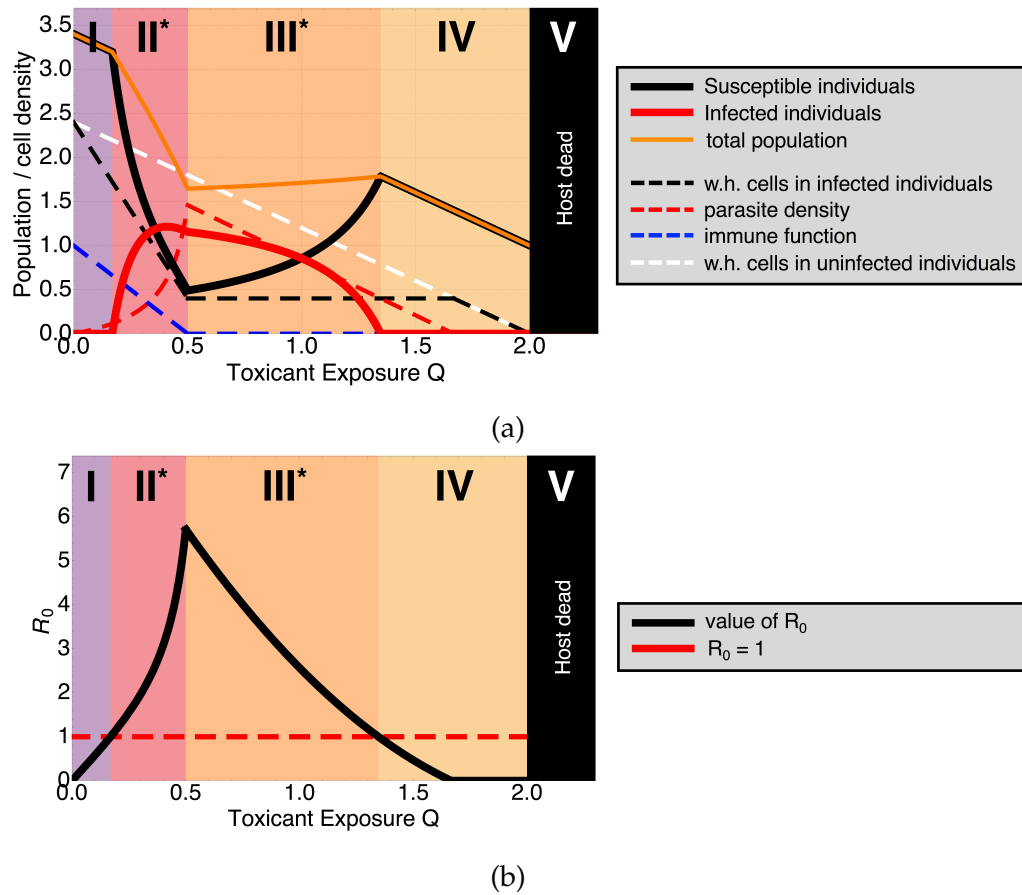 I II* III* IV V
3.5
3.0
2.5
2.0
1.5
1.0
0.5
0.0
Population / cell density
Host dead
0.0 0.5 1.0 1.5 2.0
Toxicant Exposure Q
Susceptible individuals
Infected individuals
total population
w.h. cells in infected individuals
parasite density
immune function
w.h. cells in uninfected individuals
(a)
I II* III* IV V
7
6
5
4
3
2
1
0
R₀
Host dead
0.0 0.5 1.0 1.5 2.0
Toxicant Exposure Q
value of R₀
R₀ = 1
(b)